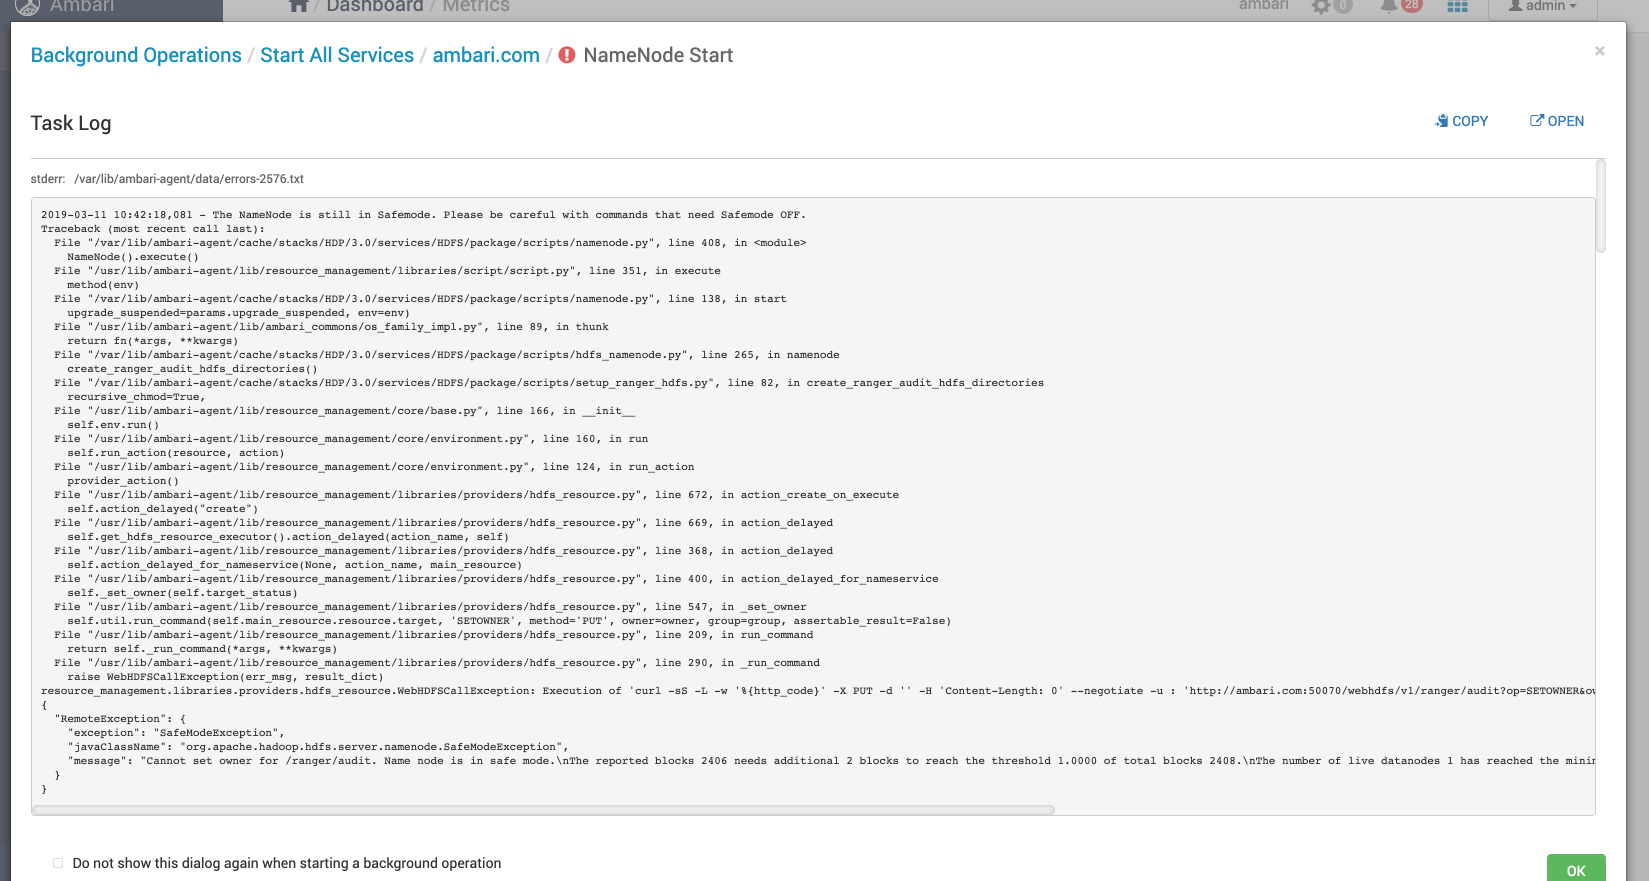 Ambari
/ Dashboard / Metrics
ambari
0
28
admin
Background Operations / Start All Services / ambari.com / NameNode Start
×
Task Log
COPY
OPEN
stderr: /var/lib/ambari-agent/data/errors-2576.txt
2019-03-11 10:42:18,081 - The NameNode is still in Safemode. Please be careful with commands that need Safemode OFF.
Traceback (most recent call last):
  File "/var/lib/ambari-agent/cache/stacks/HDP/3.0/services/HDFS/package/scripts/namenode.py", line 408, in <module>
    NameNode().execute()
  File "/usr/lib/ambari-agent/lib/resource_management/libraries/script/script.py", line 351, in execute
    method(env)
  File "/var/lib/ambari-agent/cache/stacks/HDP/3.0/services/HDFS/package/scripts/namenode.py", line 138, in start
    upgrade_suspended=params.upgrade_suspended, env=env)
  File "/usr/lib/ambari-agent/lib/ambari_commons/os_family_impl.py", line 89, in thunk
    return fn(*args, **kwargs)
  File "/var/lib/ambari-agent/cache/stacks/HDP/3.0/services/HDFS/package/scripts/hdfs_namenode.py", line 265, in namenode
    create_ranger_audit_hdfs_directories()
  File "/var/lib/ambari-agent/cache/stacks/HDP/3.0/services/HDFS/package/scripts/setup_ranger_hdfs.py", line 82, in create_ranger_audit_hdfs_directories
    recursive_chmod=True,
  File "/usr/lib/ambari-agent/lib/resource_management/core/base.py", line 166, in __init__
    self.env.run()
  File "/usr/lib/ambari-agent/lib/resource_management/core/environment.py", line 160, in run
    self.run_action(resource, action)
  File "/usr/lib/ambari-agent/lib/resource_management/core/environment.py", line 124, in run_action
    provider_action()
  File "/usr/lib/ambari-agent/lib/resource_management/libraries/providers/hdfs_resource.py", line 672, in action_create_on_execute
    self.action_delayed("create")
  File "/usr/lib/ambari-agent/lib/resource_management/libraries/providers/hdfs_resource.py", line 669, in action_delayed
    self.get_hdfs_resource_executor().action_delayed(action_name, self)
  File "/usr/lib/ambari-agent/lib/resource_management/libraries/providers/hdfs_resource.py", line 368, in action_delayed
    self.action_delayed_for_nameservice(None, action_name, main_resource)
  File "/usr/lib/ambari-agent/lib/resource_management/libraries/providers/hdfs_resource.py", line 400, in action_delayed_for_nameservice
    self._set_owner(self.target_status)
  File "/usr/lib/ambari-agent/lib/resource_management/libraries/providers/hdfs_resource.py", line 547, in _set_owner
    self.util.run_command(self.main_resource.resource.target, 'SETOWNER', method='PUT', owner=owner, group=group, assertable_result=False)
  File "/usr/lib/ambari-agent/lib/resource_management/libraries/providers/hdfs_resource.py", line 209, in run_command
    return self._run_command(*args, **kwargs)
  File "/usr/lib/ambari-agent/lib/resource_management/libraries/providers/hdfs_resource.py", line 290, in _run_command
    raise WebHDFSCallException(err_msg, result_dict)
resource_management.libraries.providers.hdfs_resource.WebHDFSCallException: Execution of 'curl -sS -L -w '%{http_code}' -X PUT -d '' -H 'Content-Length: 0' --negotiate -u : 'http://ambari.com:50070/webhdfs/v1/ranger/audit?op=SETOWNER&ow
{
  "RemoteException": {
    "exception": "SafeModeException",
    "javaClassName": "org.apache.hadoop.hdfs.server.namenode.SafeModeException",
    "message": "Cannot set owner for /ranger/audit. Name node is in safe mode.\nThe reported blocks 2406 needs additional 2 blocks to reach the threshold 1.0000 of total blocks 2408.\nThe number of live datanodes 1 has reached the minin
  }
}
Do not show this dialog again when starting a background operation
OK